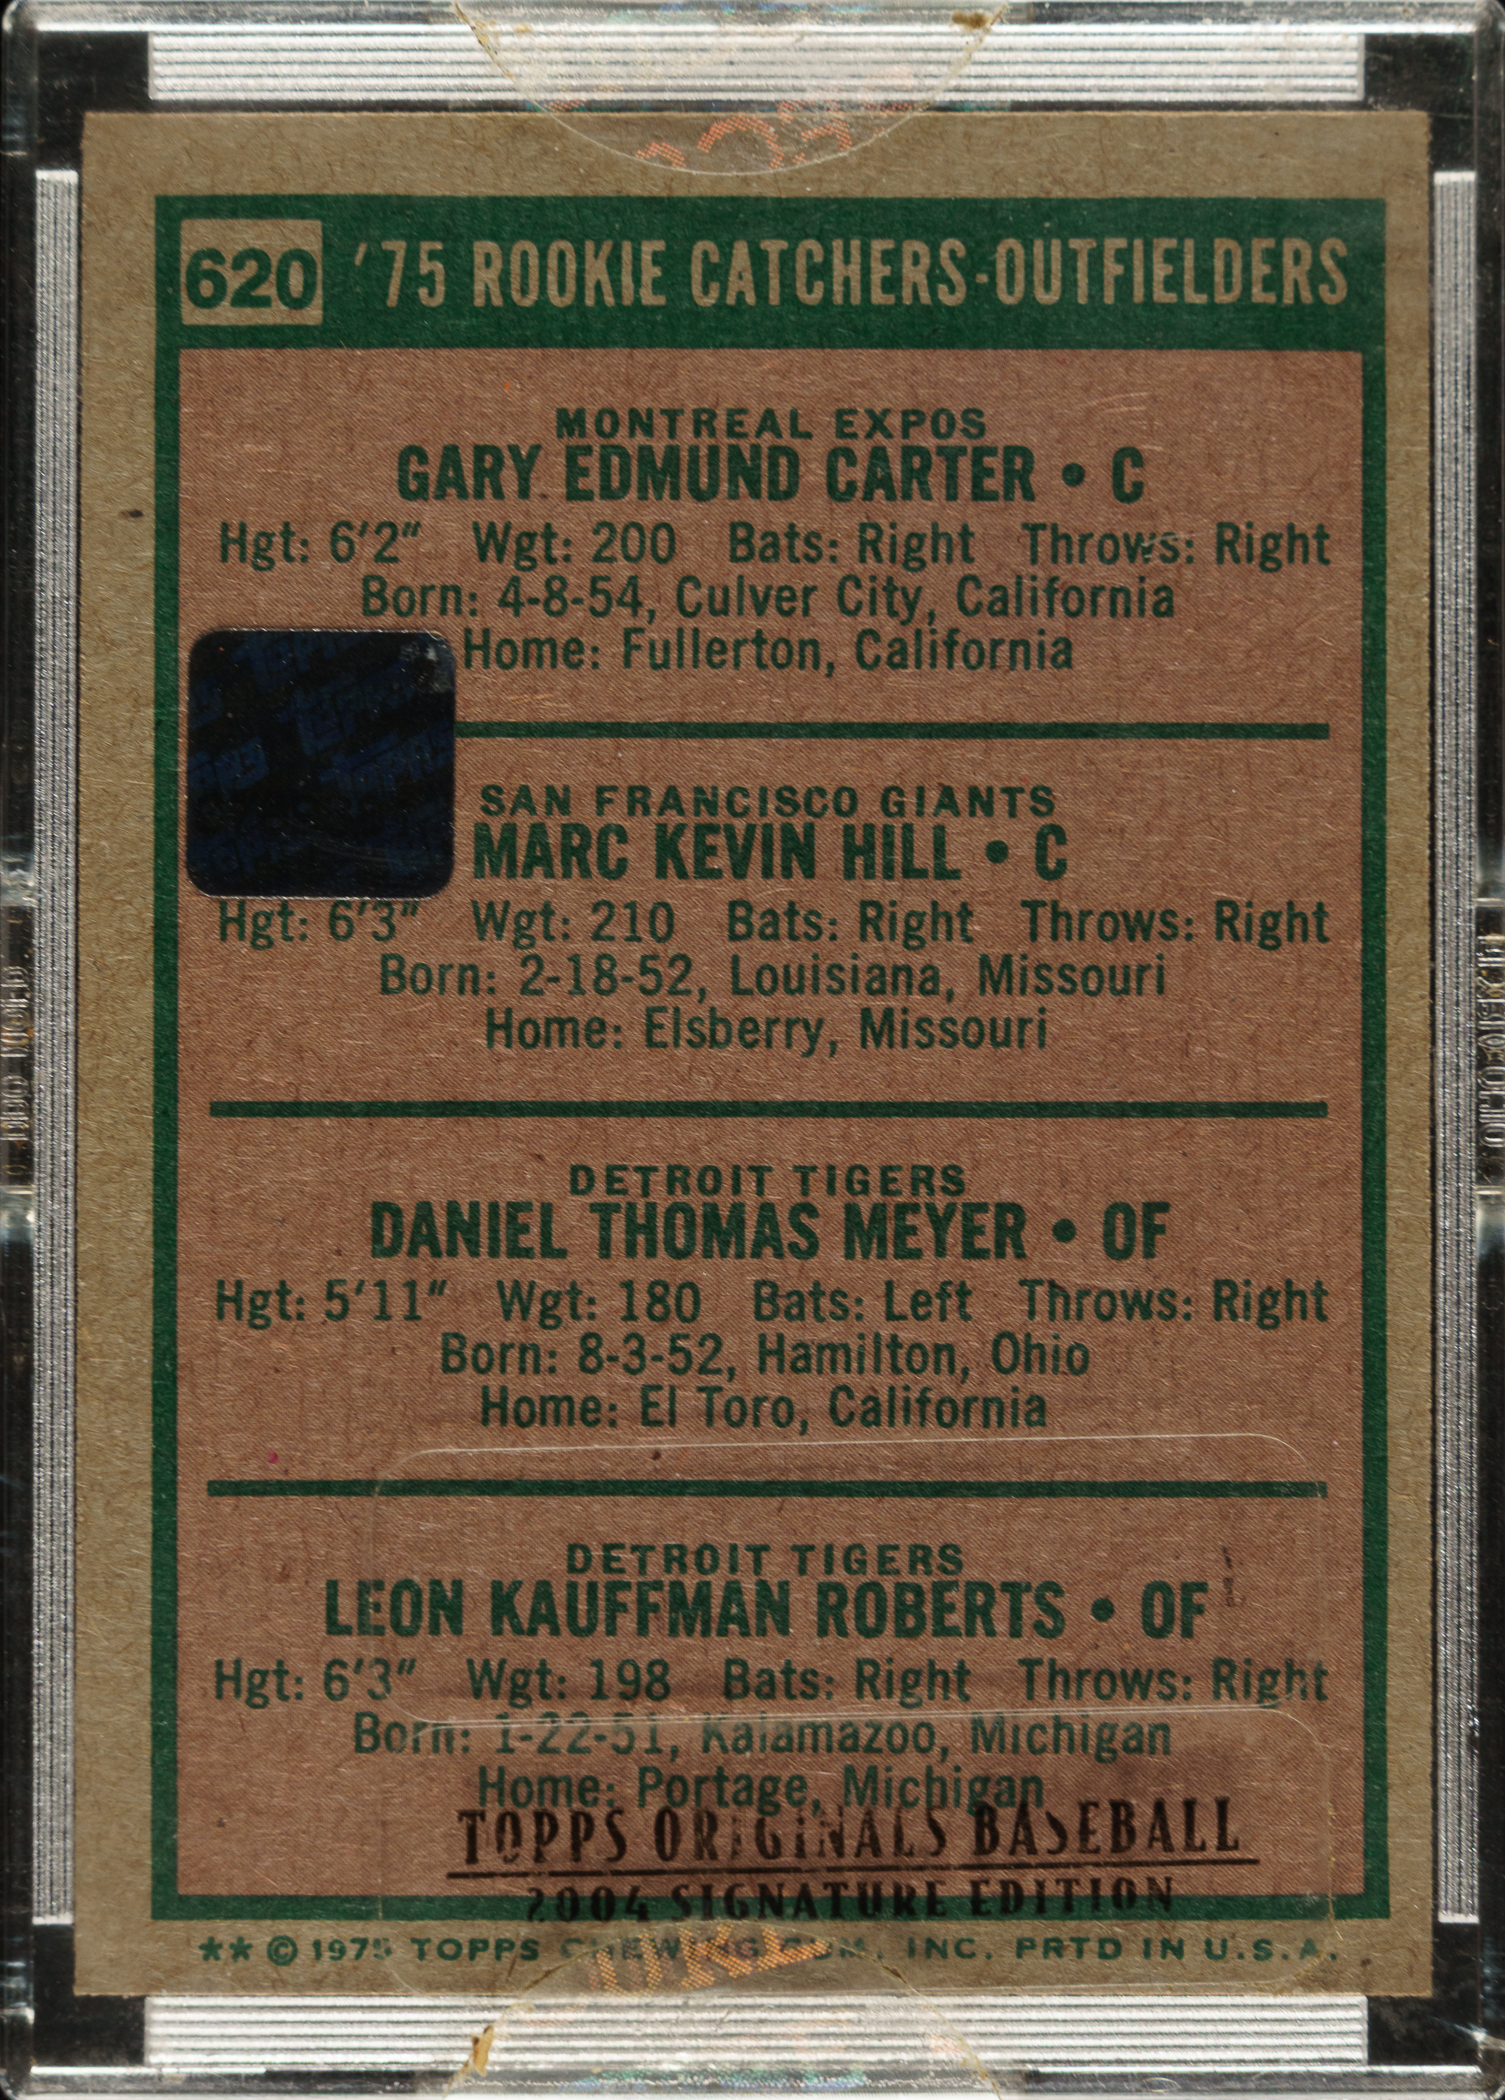 620 '75 ROOKIE CATCHERS-OUTFIELDERS
MONTREAL EXPOS
GARY EDMUND CARTER • C
Hgt: 6'2" Wgt: 200 Bats: Right Throws: Right
Born: 4-8-54, Culver City, California
Home: Fullerton, California
SAN FRANCISCO GIANTS
MARC KEVIN HILL • C
Hgt: 6'3" Wgt: 210 Bats: Right Throws: Right
Born: 2-18-52, Louisiana, Missouri
Home: Elsberry, Missouri
DETROIT TIGERS
DANIEL THOMAS MEYER • OF
Hgt: 5'11" Wgt: 180 Bats: Left Throws: Right
Born: 8-3-52, Hamilton, Ohio
Home: El Toro, California
DETROIT TIGERS
LEON KAUFFMAN ROBERTS • OF
Hgt: 6'3" Wgt: 198 Bats: Right Throws: Right
Born: 1-22-51, Kalamazoo, Michigan
Home: Portage, Michigan
TOPPS ORIGINALS BASEBALL
2004 SIGNATURE EDITION
** © 1975 TOPPS CHEWING GUM, INC. PRTD IN U.S.A.